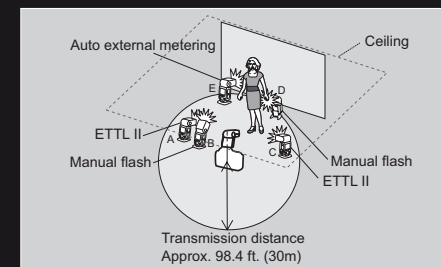 Auto external metering
Ceiling
E
D
ETTL II
A
B
Manual flash
C
Manual flash
ETTL II
Transmission distance
Approx. 98.4 ft. (30m)